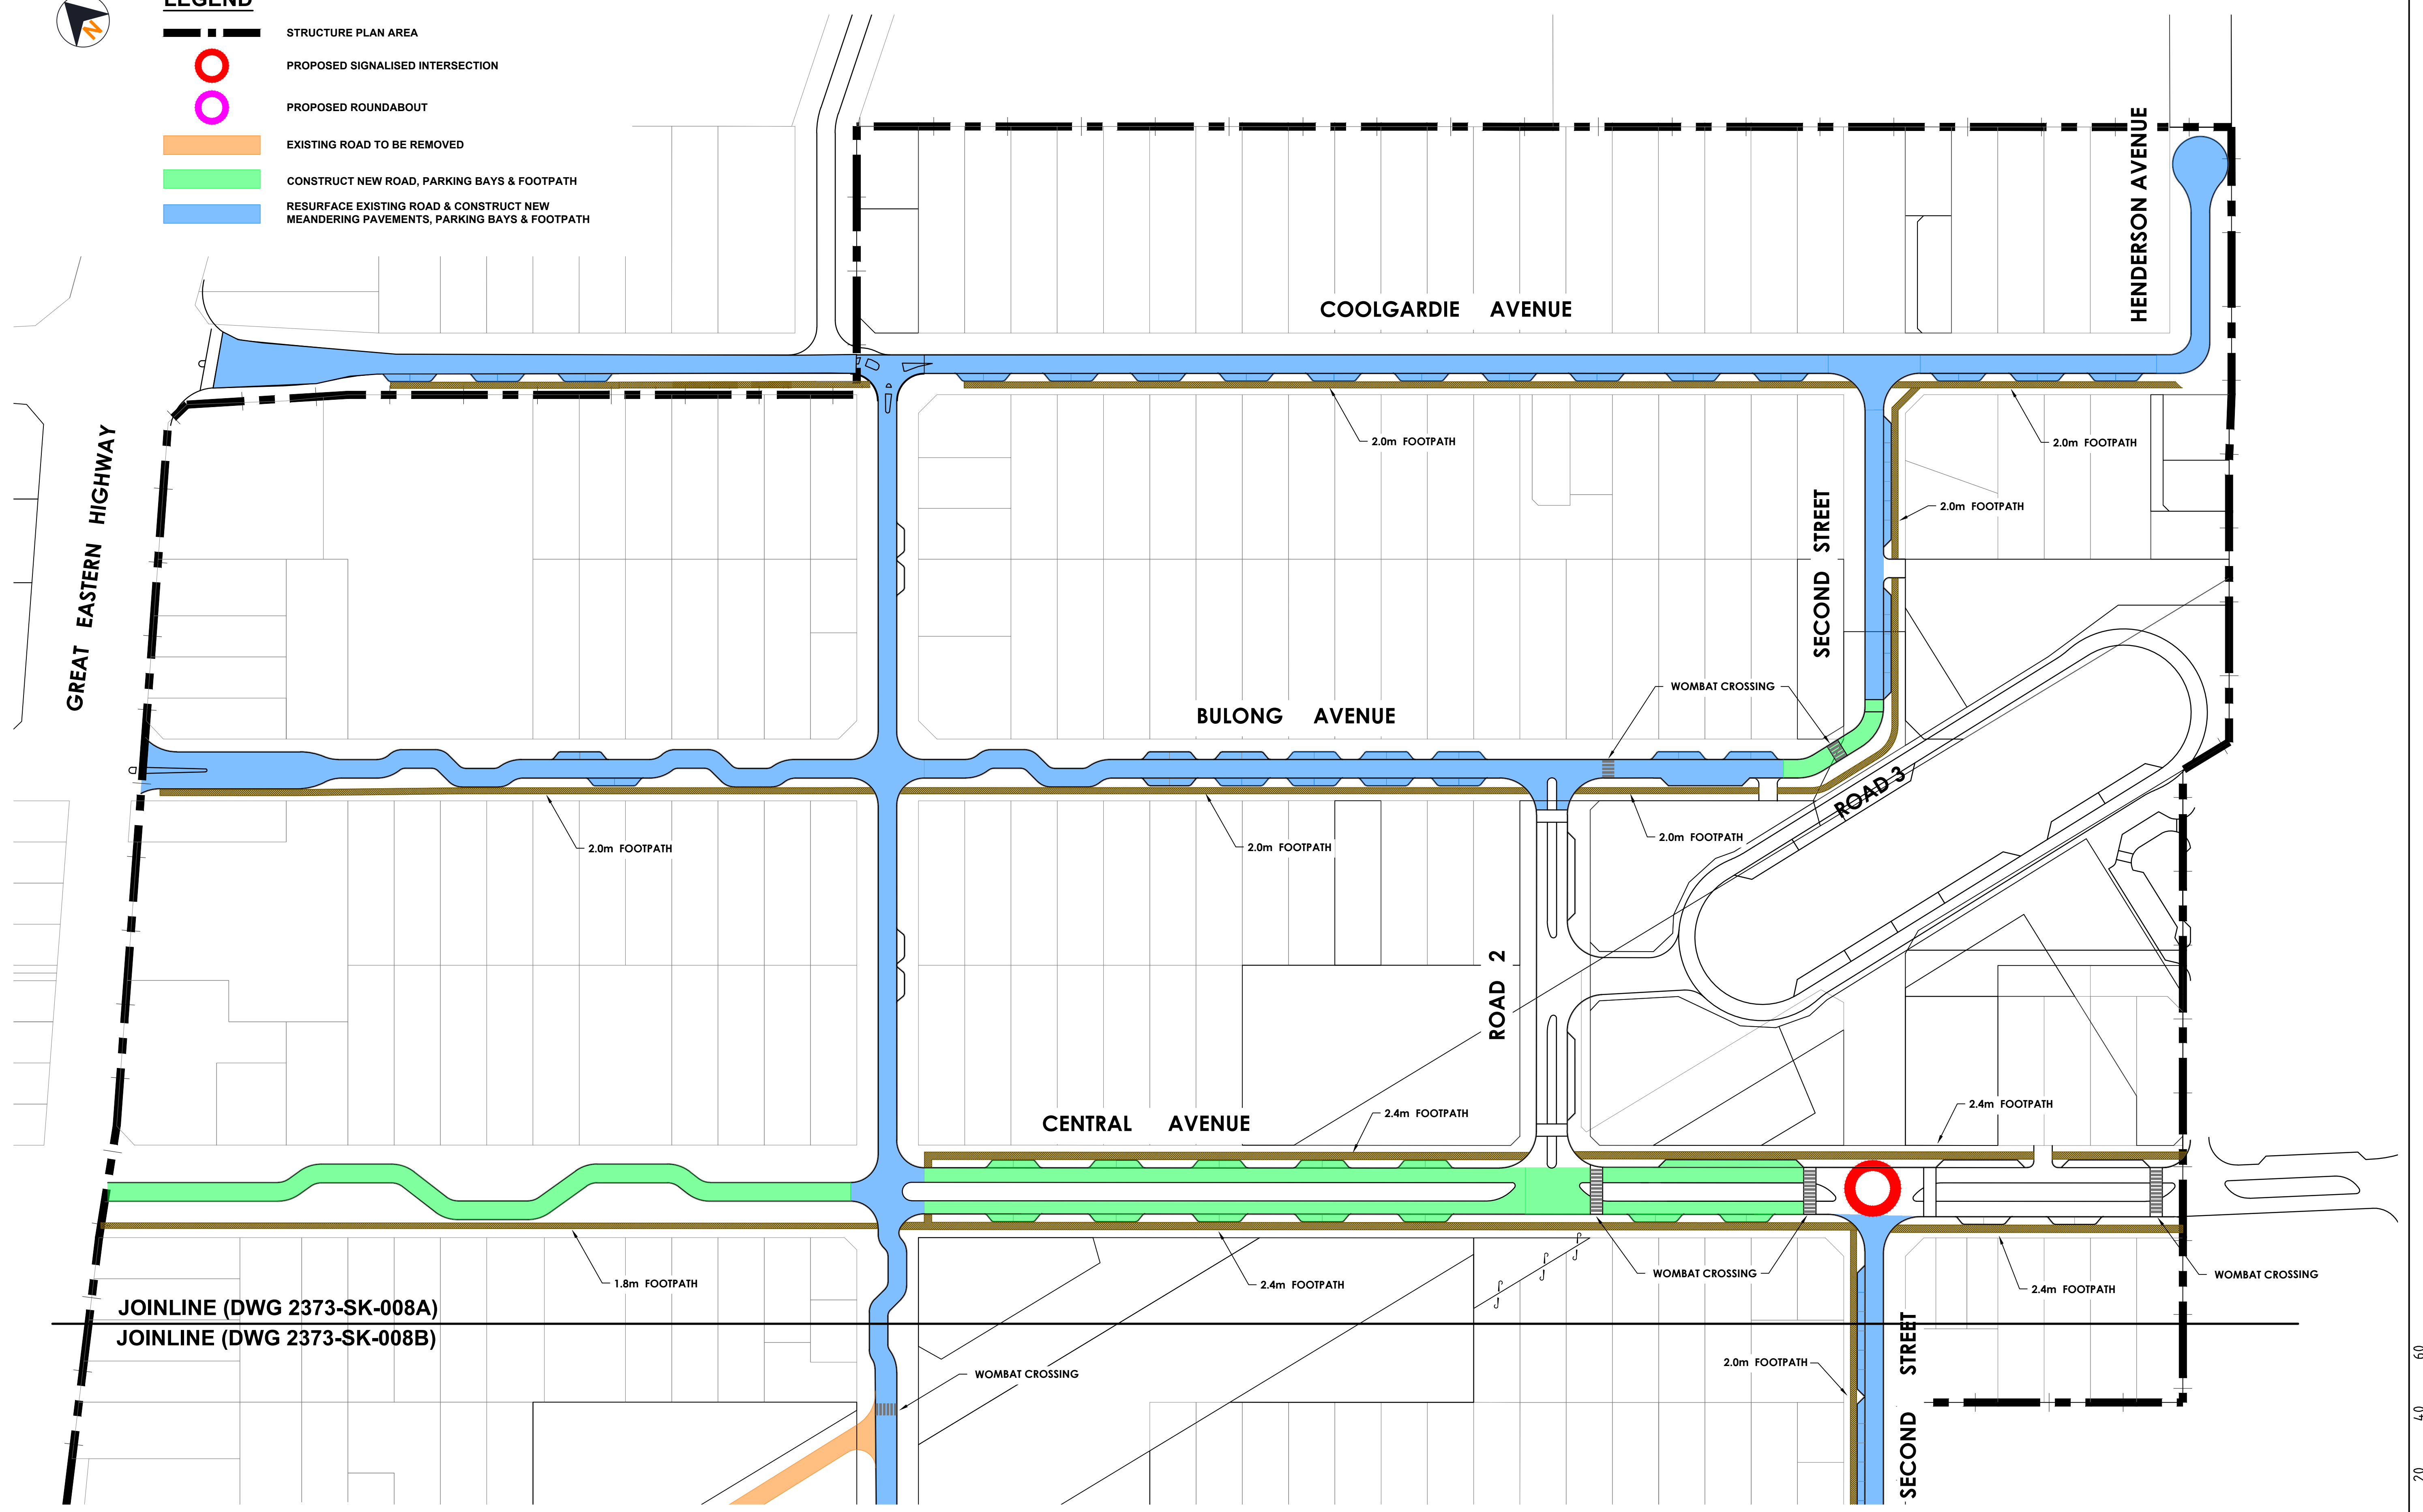 LEGEND
N
STRUCTURE PLAN AREA
PROPOSED SIGNALISED INTERSECTION
PROPOSED ROUNDABOUT
EXISTING ROAD TO BE REMOVED
CONSTRUCT NEW ROAD, PARKING BAYS & FOOTPATH
RESURFACE EXISTING ROAD & CONSTRUCT NEW
MEANDERING PAVEMENTS, PARKING BAYS & FOOTPATH
HENDERSON AVENUE
COOLGARDIE AVENUE
GREAT EASTERN HIGHWAY
2.0m FOOTPATH
2.0m FOOTPATH
2.0m FOOTPATH
SECOND STREET
WOMBAT CROSSING
BULONG AVENUE
ROAD 3
2.0m FOOTPATH
2.0m FOOTPATH
2.0m FOOTPATH
ROAD 2
CENTRAL AVENUE
2.4m FOOTPATH
2.4m FOOTPATH
1.8m FOOTPATH
2.4m FOOTPATH
WOMBAT CROSSING
2.4m FOOTPATH
WOMBAT CROSSING
JOINLINE (DWG 2373-SK-008A)
JOINLINE (DWG 2373-SK-008B)
WOMBAT CROSSING
2.0m FOOTPATH
SECOND STREET
60
40
20